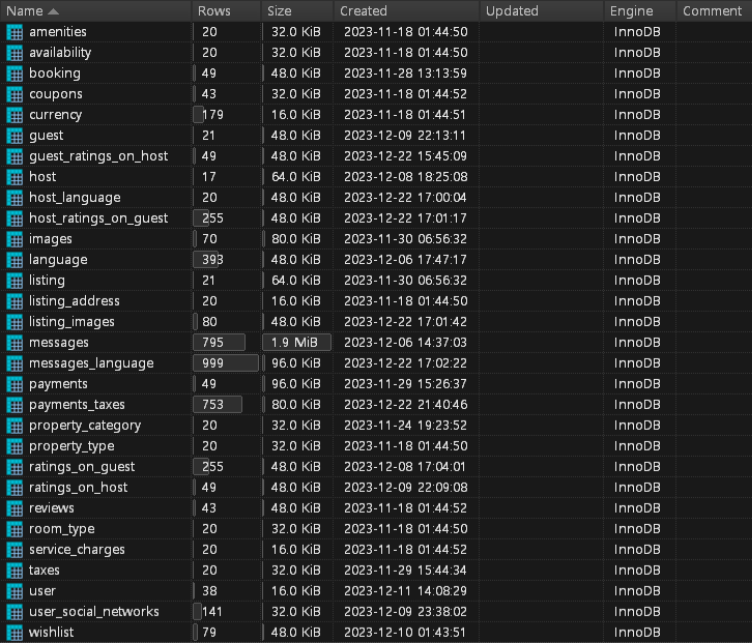 Name Rows Size Created Updated Engine Comment
amenities 20 32.0 KiB 2023-11-18 01:44:50 InnoDB
availability 20 32.0 KiB 2023-11-18 01:44:50 InnoDB
booking 49 48.0 KiB 2023-11-28 13:13:59 InnoDB
coupons 43 32.0 KiB 2023-11-18 01:44:52 InnoDB
currency 179 16.0 KiB 2023-11-18 01:44:51 InnoDB
guest 21 48.0 KiB 2023-12-09 22:13:11 InnoDB
guest_ratings_on_host 49 48.0 KiB 2023-12-22 15:45:09 InnoDB
host 17 64.0 KiB 2023-12-08 18:25:08 InnoDB
host_language 20 48.0 KiB 2023-12-22 17:00:04 InnoDB
host_ratings_on_guest 255 48.0 KiB 2023-12-22 17:01:17 InnoDB
images 70 80.0 KiB 2023-11-30 06:56:32 InnoDB
language 393 48.0 KiB 2023-12-06 17:47:17 InnoDB
listing 21 64.0 KiB 2023-11-30 06:56:32 InnoDB
listing_address 20 16.0 KiB 2023-11-18 01:44:50 InnoDB
listing_images 80 48.0 KiB 2023-12-22 17:01:42 InnoDB
messages 795 1.9 MiB 2023-12-06 14:37:03 InnoDB
messages_language 999 96.0 KiB 2023-12-22 17:02:22 InnoDB
payments 49 96.0 KiB 2023-11-29 15:26:37 InnoDB
payments_taxes 753 80.0 KiB 2023-12-22 21:40:46 InnoDB
property_category 20 32.0 KiB 2023-11-24 19:23:52 InnoDB
property_type 20 32.0 KiB 2023-11-18 01:44:50 InnoDB
ratings_on_guest 255 48.0 KiB 2023-12-08 17:04:01 InnoDB
ratings_on_host 49 48.0 KiB 2023-12-09 22:09:08 InnoDB
reviews 43 48.0 KiB 2023-11-18 01:44:52 InnoDB
room_type 20 32.0 KiB 2023-11-18 01:44:50 InnoDB
service_charges 20 16.0 KiB 2023-11-18 01:44:52 InnoDB
taxes 20 32.0 KiB 2023-11-29 15:44:34 InnoDB
user 38 16.0 KiB 2023-12-11 14:08:29 InnoDB
user_social_networks 141 32.0 KiB 2023-12-09 23:38:02 InnoDB
wishlist 79 48.0 KiB 2023-12-10 01:43:51 InnoDB